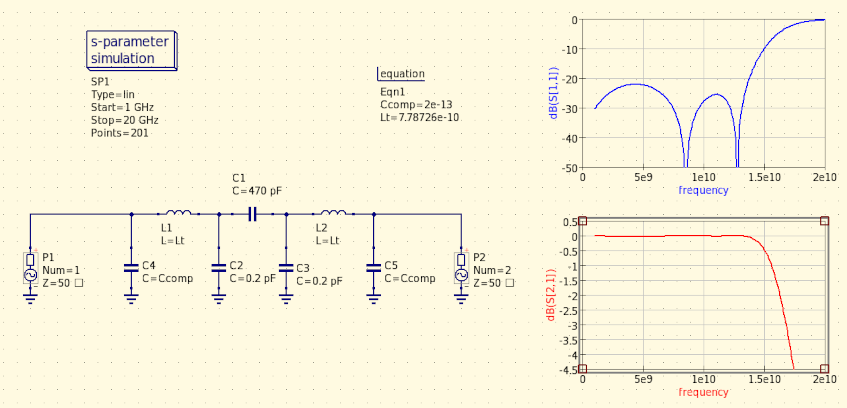 s-parameter
simulation
SP1
Type=lin
Start=1 GHz
Stop=20 GHz
Points=201
equation
Eqn1
Ccomp=2e-13
Lt=7.78726e-10
C1
C=470 pF
L1
L=Lt
L2
L=Lt
P1
Num=1
Z=50 □
C4
C=Ccomp
C2
C=0.2 pF
C3
C=0.2 pF
C5
C=Ccomp
P2
Num=2
Z=50 □
dB(S[1,1])
0
-10
-20
-30
-40
-50
0 5e9 1e10 1.5e10 2e10
frequency
dB(S[2,1])
0.5
0
-0.5
-1
-1.5
-2
-2.5
-3
-3.5
-4
-4.5
0 5e9 1e10 1.5e10 2e10
frequency